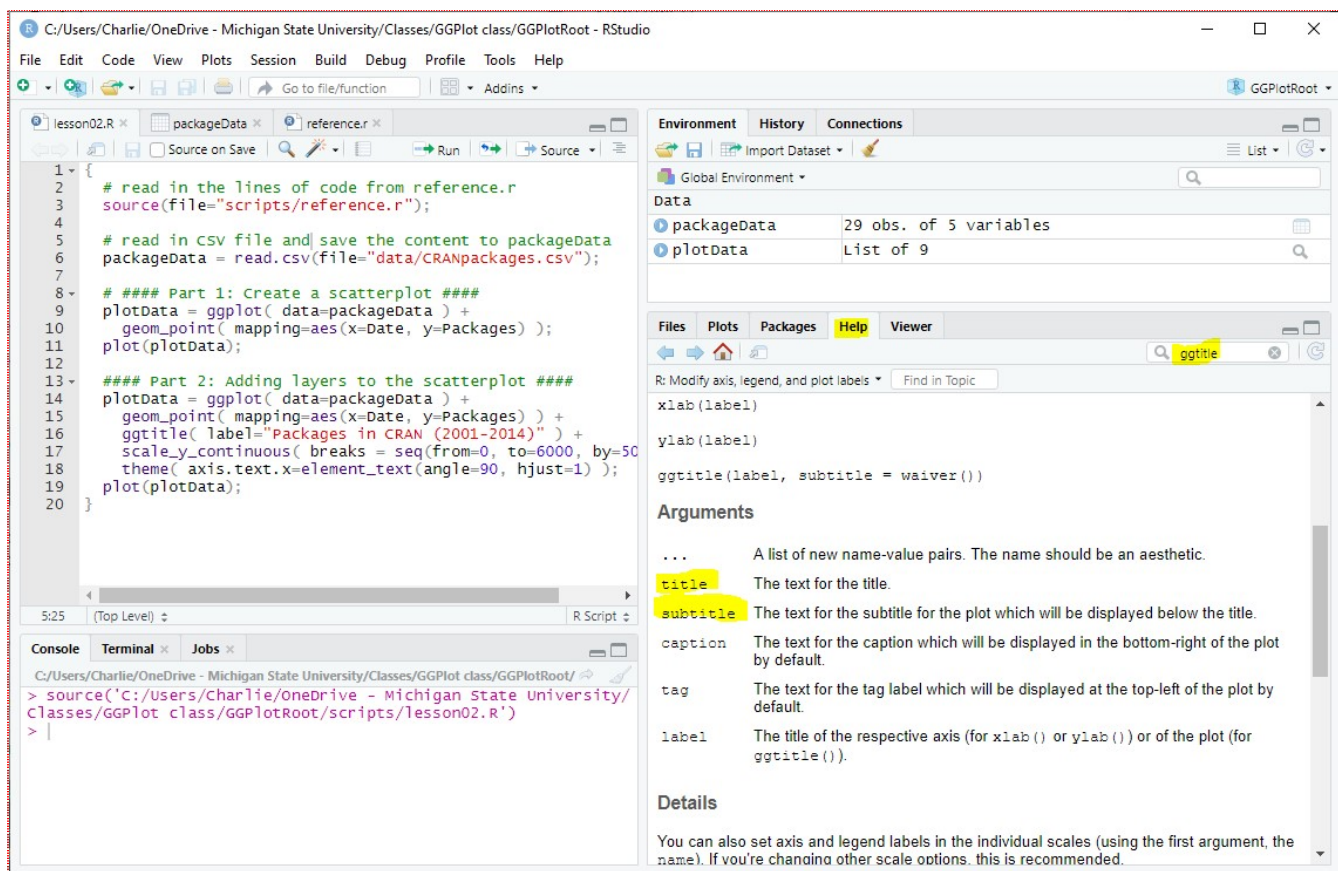 C:/Users/Charlie/OneDrive - Michigan State University/Classes/GGPlot class/GGPlotRoot - RStudio
File Edit Code View Plots Session Build Debug Profile Tools Help
Go to file/function
Addins
GGPlotRoot
lesson02.R
packageData
reference.r
Source on Save
Run
Source
1 {
2 # read in the lines of code from reference.r
3 source(file="scripts/reference.r");
4
5 # read in CSV file and save the content to packageData
6 packageData = read.csv(file="data/CRANpackages.csv");
7
8 # #### Part 1: Create a scatterplot ####
9 plotData = ggplot( data=packageData ) +
10 geom_point( mapping=aes(x=Date, y=Packages) );
11 plot(plotData);
12
13 #### Part 2: Adding layers to the scatterplot ####
14 plotData = ggplot( data=packageData ) +
15 geom_point( mapping=aes(x=Date, y=Packages) ) +
16 ggtitle( label="Packages in CRAN (2001-2014)" ) +
17 scale_y_continuous( breaks = seq(from=0, to=6000, by=50
18 theme( axis.text.x=element_text(angle=90, hjust=1) );
19 plot(plotData);
20 }
5:25 (Top Level) R Script
Console Terminal Jobs
C:/Users/Charlie/OneDrive - Michigan State University/Classes/GGPlot class/GGPlotRoot/
> source('C:/Users/Charlie/OneDrive - Michigan State University/
Classes/GGPlot class/GGPlotRoot/scripts/lesson02.R')
>
Environment History Connections
Import Dataset
List
Global Environment
Data
packageData 29 obs. of 5 variables
plotData List of 9
Files Plots Packages Help Viewer
ggtitle
R: Modify axis, legend, and plot labels
Find in Topic
xlab(label)
ylab(label)
ggtitle(label, subtitle = waiver())
Arguments
... A list of new name-value pairs. The name should be an aesthetic.
title The text for the title.
subtitle The text for the subtitle for the plot which will be displayed below the title.
caption The text for the caption which will be displayed in the bottom-right of the plot
by default.
tag The text for the tag label which will be displayed at the top-left of the plot by
default.
label The title of the respective axis (for xlab() or ylab()) or of the plot (for
ggtitle()).
Details
You can also set axis and legend labels in the individual scales (using the first argument, the
name). If you're changing other scale options, this is recommended.